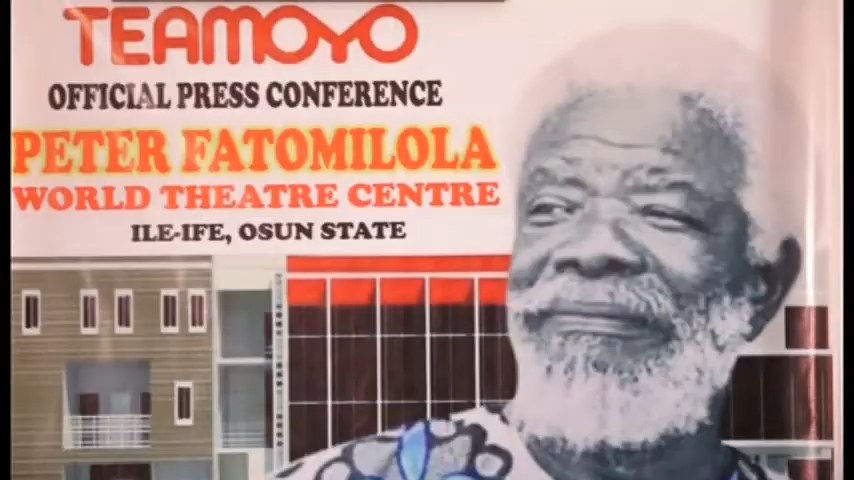 TEAMOYO
OFFICIAL PRESS CONFERENCE
PETER FATOMILOLA
WORLD THEATRE CENTRE
ILE-IFE, OSUN STATE